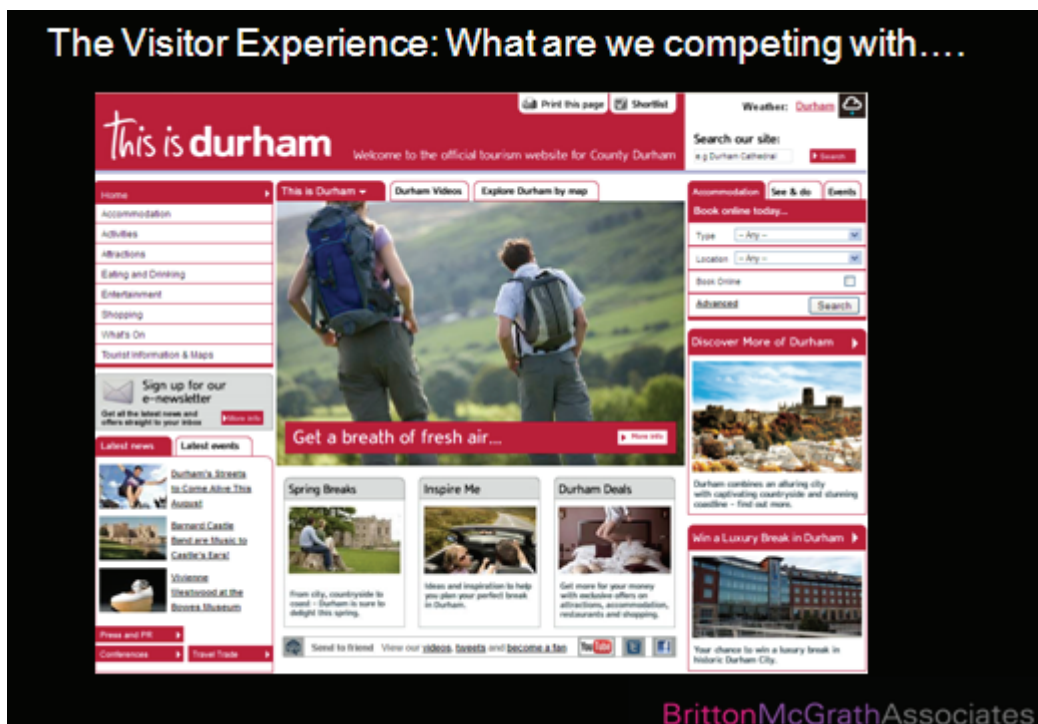 The Visitor Experience: What are we competing with....
Print this page
Shortlist
Weather: Durham
this is durham
Welcome to the official tourism website for County Durham
Search our site:
e.g Durham Cathedral
Search
Home
Accommodation
Activities
Attractions
Eating and Drinking
Entertainment
Shopping
What's On
Tourist Information & Maps
Sign up for our
e-newsletter
Get all the latest news and
offers straight to your inbox
More info
Latest news
Latest events
Durham's Streets
to Come Alive This
August
Barnard Castle
Band are Music to
Castle's Ears!
Vivienne
Westwood at the
Bowes Museum
Press and PR
Conferences
Travel Trade
This is Durham
Durham Videos
Explore Durham by map
Get a breath of fresh air...
More info
Spring Breaks
From city, countryside to
coast – Durham is sure to
delight this spring.
Inspire Me
Ideas and inspiration to help
you plan your perfect break
in Durham.
Durham Deals
Get more for your money
with exclusive offers on
attractions, accommodation,
restaurants and shopping.
Send to friend View our videos, tweets and become a fan
You Tube
t
f
Accommodation
See & do
Events
Book online today...
Type
-- Any --
Location
-- Any --
Book Online
Advanced
Search
Discover More of Durham
Durham combines an alluring city
with captivating countryside and stunning
coastline – find out more.
Win a Luxury Break in Durham
Your chance to win a luxury break in
historic Durham City.
BrittonMcGrathAssociates